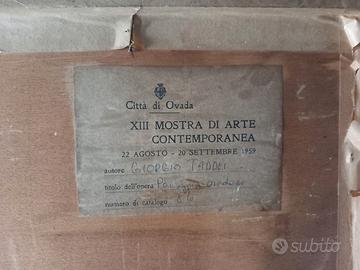 Città di Ovada
XIII MOSTRA DI ARTE
CONTEMPORANEA
22 AGOSTO - 20 SETTEMBRE 1959
autore GIORGIO TADDEI
titolo dell'opera
numero di catalogo 86
subito